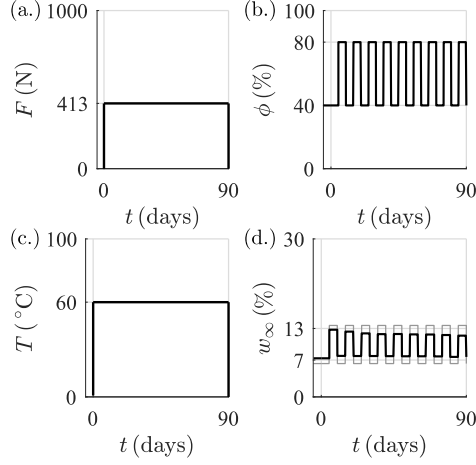 (a.)
1000
413
0
F (N)
0
90
t (days)
(b.)
100
80
40
0
ϕ (%)
0
90
t (days)
(c.)
100
60
0
T (°C)
0
90
t (days)
(d.)
30
13
7
0
w∞ (%)
0
90
t (days)